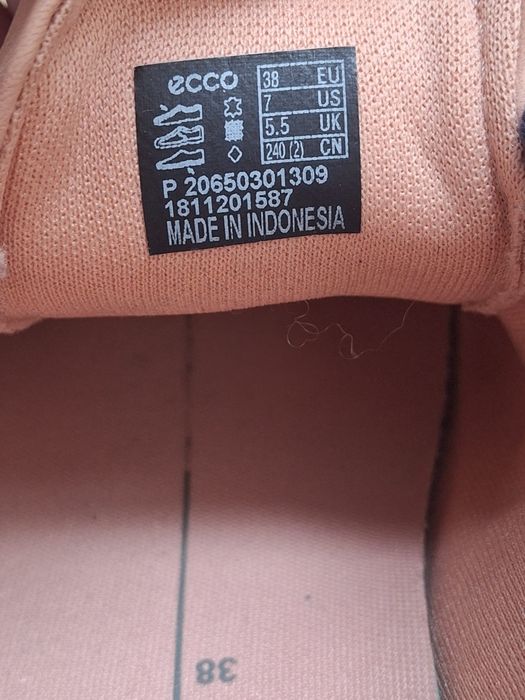 ecco
38 EU
7 US
5.5 UK
240 (2) CN
P 20650301309
1811201587
MADE IN INDONESIA
38